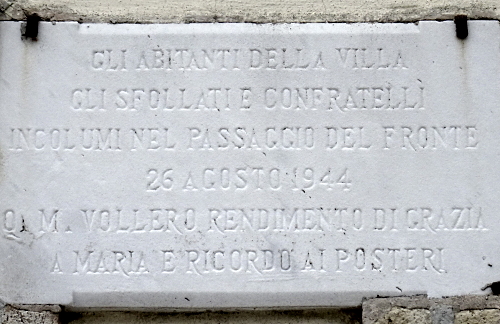 GLI ABITANTI DELLA VILLA
GLI SFOLLATI E CONFRATELLI
INCOLUMI NEL PASSAGGIO DEL FRONTE
26 AGOSTO 1944
Q. M. VOLLERO RENDIMENTO DI GRAZIA
A MARIA E RICORDO AI POSTERI